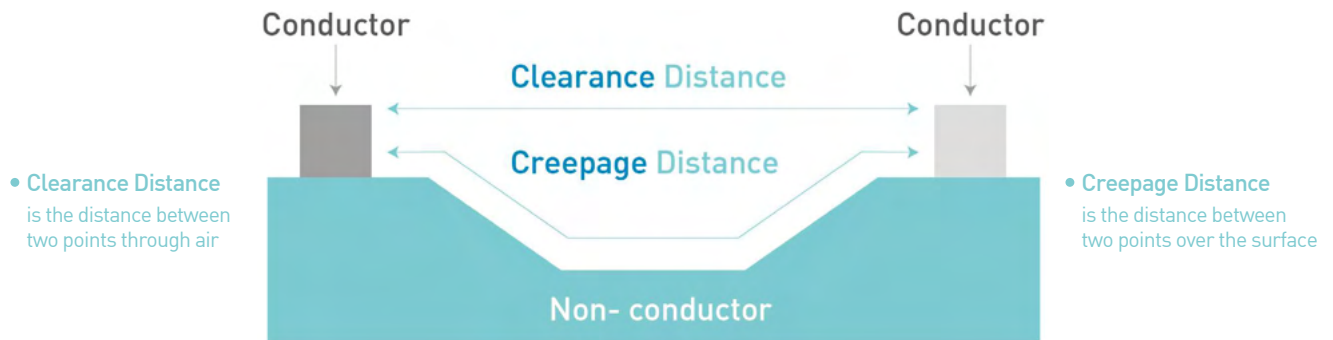 Conductor
Conductor
Clearance Distance
Creepage Distance
• Clearance Distance
is the distance between
two points through air
• Creepage Distance
is the distance between
two points over the surface
Non- conductor